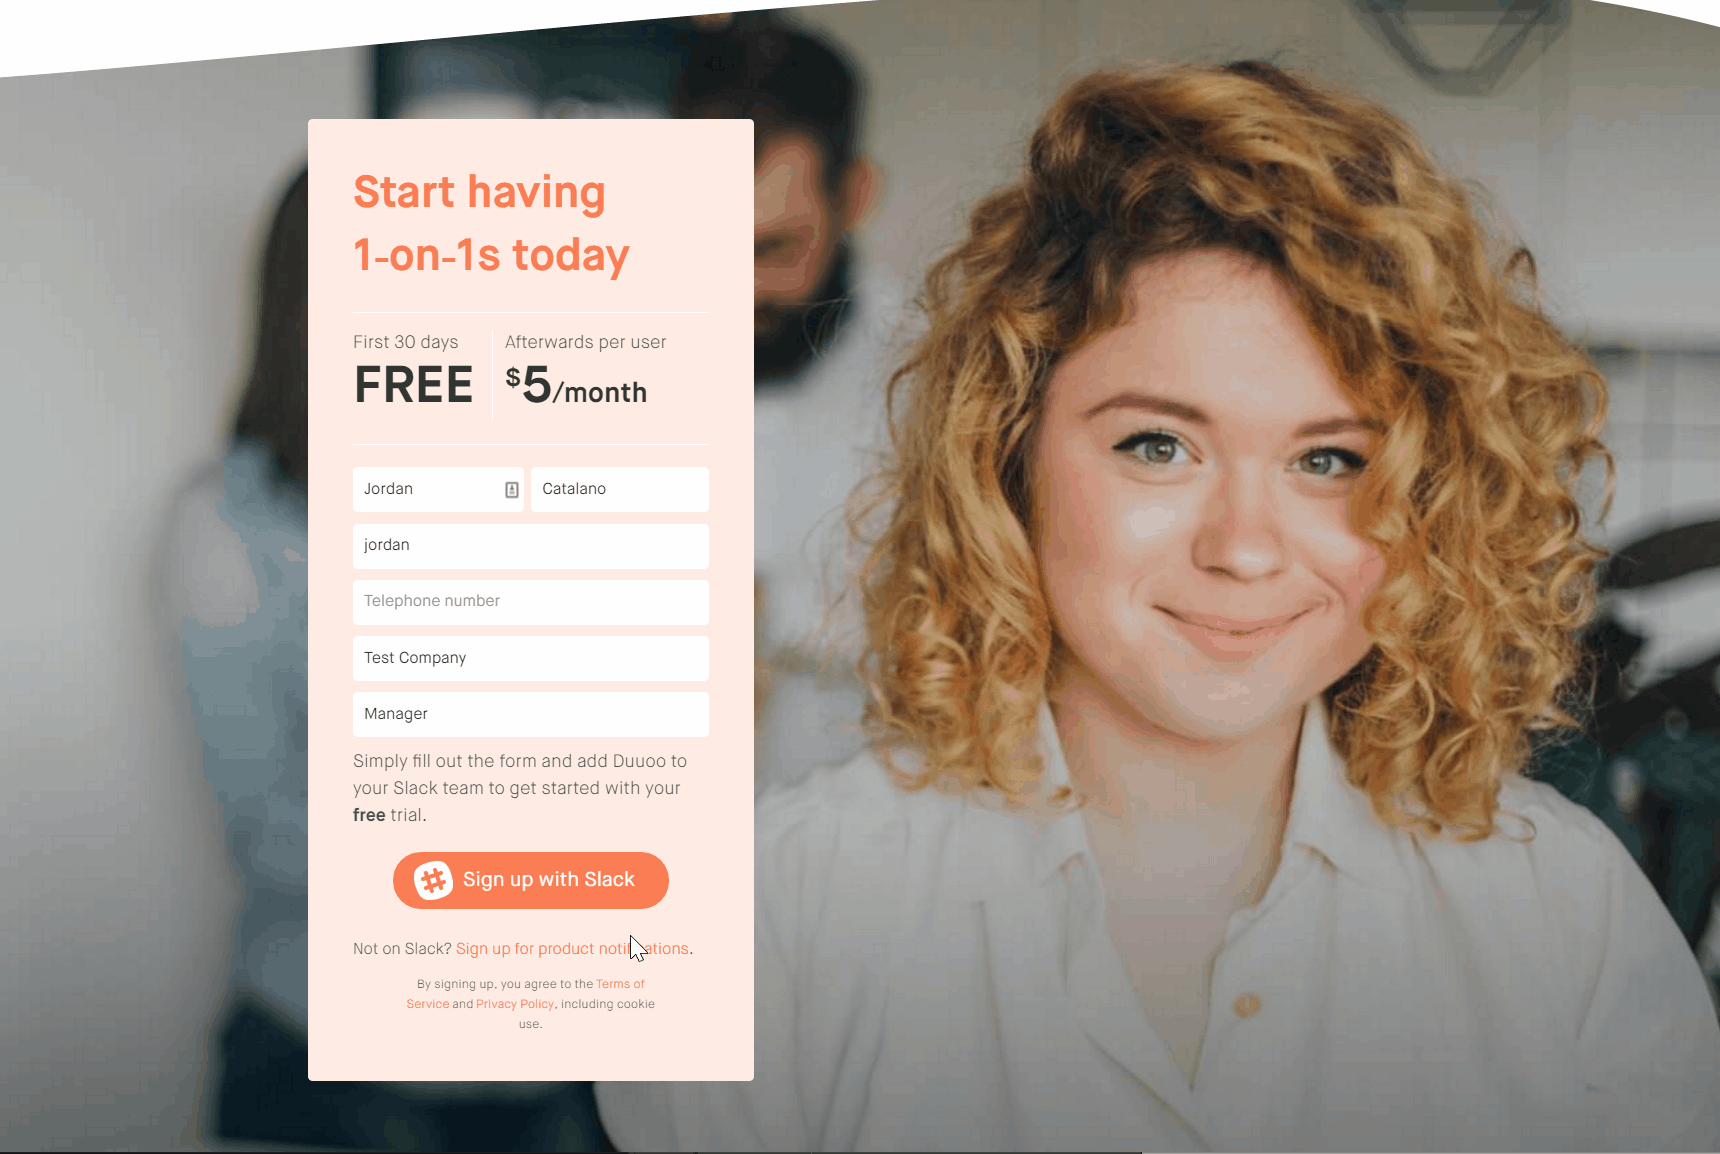 Start having
1-on-1s today
First 30 days
FREE
Afterwards per user
$5/month
Jordan
Catalano
jordan
Telephone number
Test Company
Manager
Simply fill out the form and add Duuoo to
your Slack team to get started with your
free trial.
Sign up with Slack
Not on Slack? Sign up for product notifications.
By signing up, you agree to the Terms of
Service and Privacy Policy, including cookie
use.